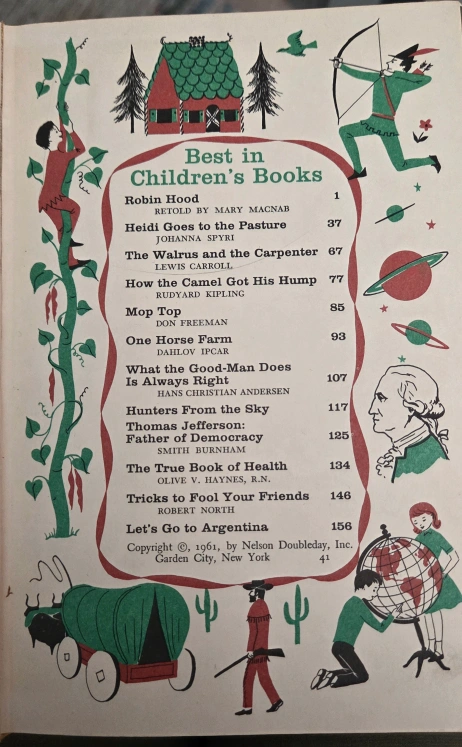 Best in
Children's Books
Robin Hood 1
RETOLD BY MARY MACNAB
Heidi Goes to the Pasture 37
JOHANNA SPYRI
The Walrus and the Carpenter 67
LEWIS CARROLL
How the Camel Got His Hump 77
RUDYARD KIPLING
Mop Top 85
DON FREEMAN
One Horse Farm 93
DAHLOV IPCAR
What the Good-Man Does
Is Always Right 107
HANS CHRISTIAN ANDERSEN
Hunters From the Sky 117
Thomas Jefferson:
Father of Democracy 125
SMITH BURNHAM
The True Book of Health 134
OLIVE V. HAYNES, R.N.
Tricks to Fool Your Friends 146
ROBERT NORTH
Let's Go to Argentina 156
Copyright ©, 1961, by Nelson Doubleday, Inc.
Garden City, New York 41